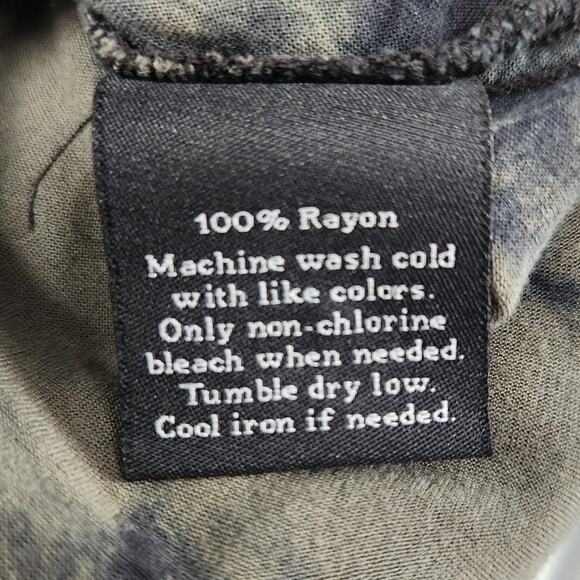 100% Rayon
Machine wash cold
with like colors.
Only non-chlorine
bleach when needed.
Tumble dry low.
Cool iron if needed.